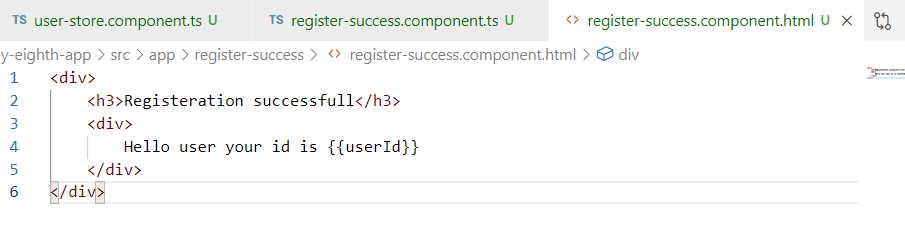 TS user-store.component.ts U TS register-success.component.ts U <> register-success.component.html U ×
y-eighth-app > src > app > register-success > <> register-success.component.html > div
1 <div>
2 <h3>Registeration successfull</h3>
3 <div>
4 Hello user your id is {{userId}}
5 </div>
6 </div>